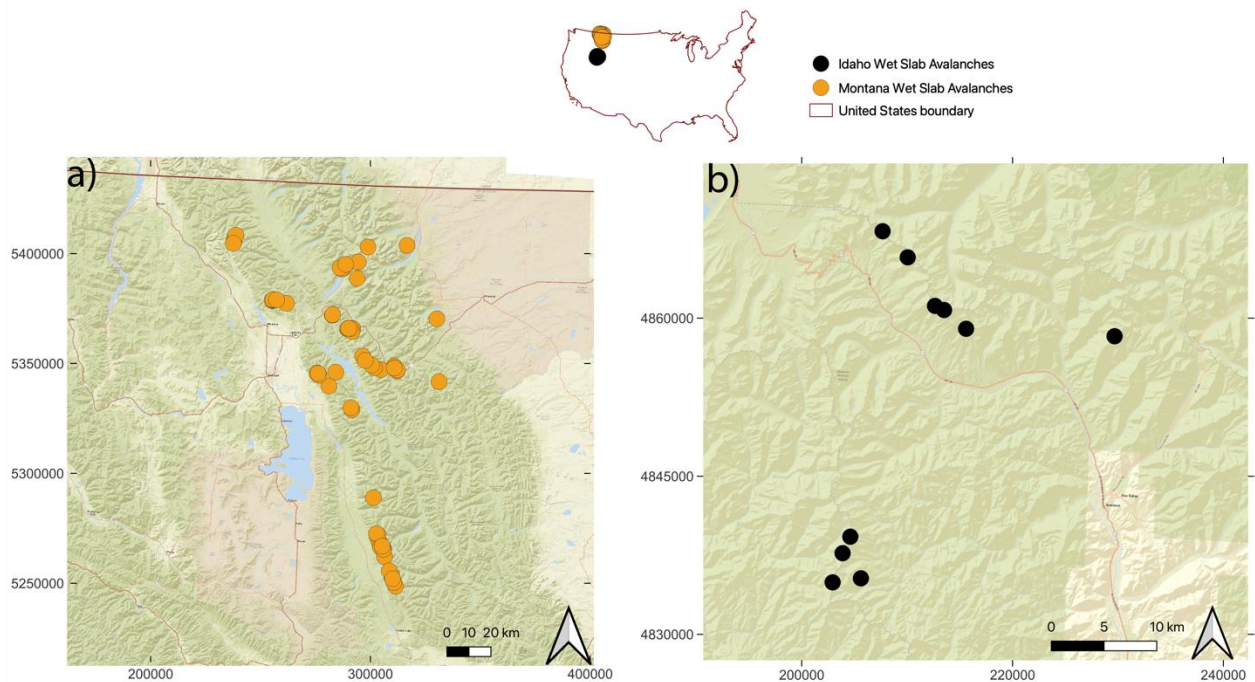 Idaho Wet Slab Avalanches
Montana Wet Slab Avalanches
United States boundary
a)
5400000
5350000
5300000
5250000
0 10 20 km
200000
300000
400000
b)
4860000
4845000
4830000
0
5
10 km
200000
220000
240000